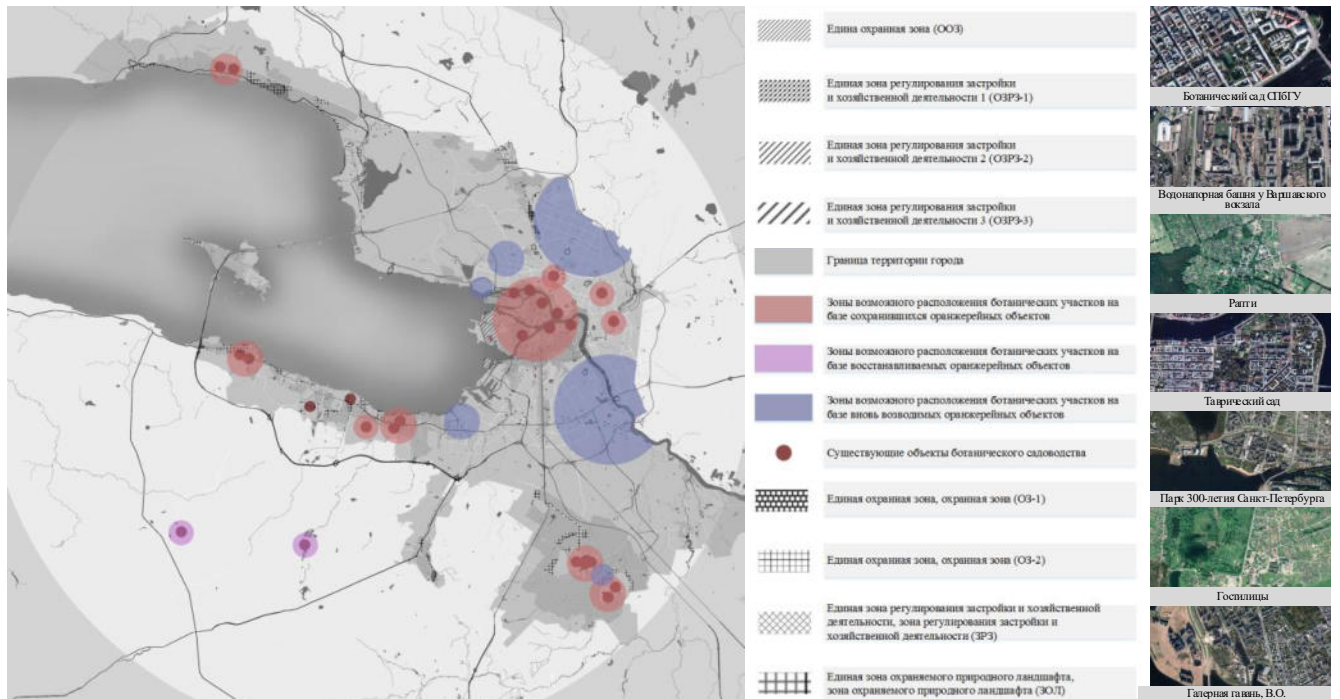 Едина охранная зона (ООЗ)
Единая зона регулирования застройки
и хозяйственной деятельности 1 (ОЗРЗ-1)
Единая зона регулирования застройки
и хозяйственной деятельности 2 (ОЗРЗ-2)
Единая зона регулирования застройки
и хозяйственной деятельности 3 (ОЗРЗ-3)
Граница территории города
Зоны возможного расположения ботанических участков на
базе сохранившихся оранжерейных объектов
Зоны возможного расположения ботанических участков на
базе восстанавливаемых оранжерейных объектов
Зоны возможного расположения ботанических участков на
базе вновь возводимых оранжерейных объектов
Существующие объекты ботанического садоводства
Единая охранная зона, охранная зона (ОЗ-1)
Единая охранная зона, охранная зона (ОЗ-2)
Единая зона регулирования застройки и хозяйственной
деятельности, зона регулирования застройки и
хозяйственной деятельности (ЗРЗ)
Единая зона охраняемого природного ландшафта,
зона охраняемого природного ландшафта (ЗОЛ)
Ботанический сад СПбГУ
Водонапорная башня у Варшавского
вокзала
Рапти
Таврический сад
Парк 300-летия Санкт-Петербурга
Гостилицы
Галерная гавань, В.О.